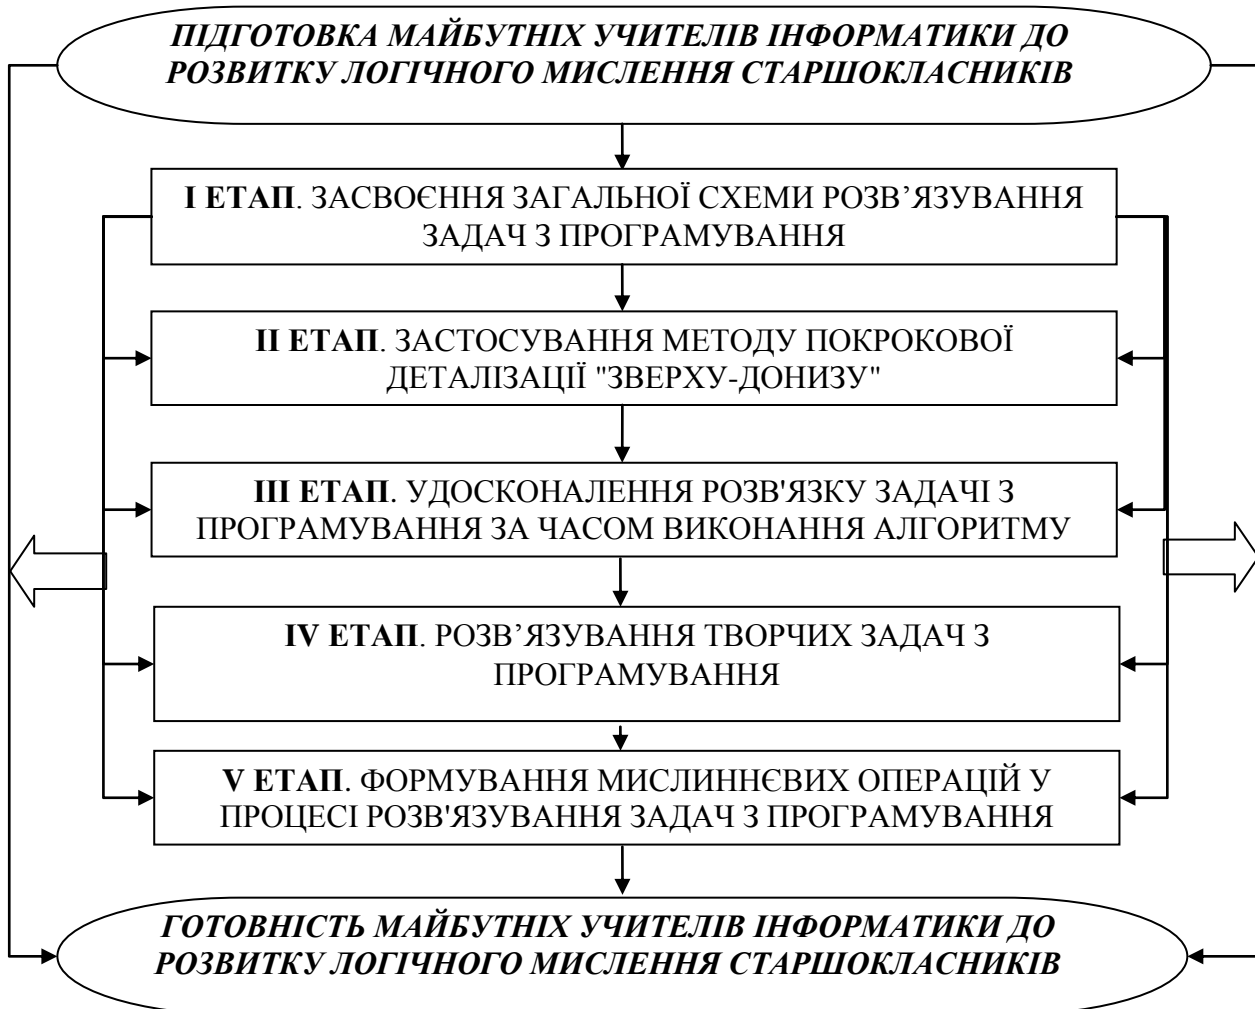 ПІДГОТОВКА МАЙБУТНІХ УЧИТЕЛІВ ІНФОРМАТИКИ ДО
РОЗВИТКУ ЛОГІЧНОГО МИСЛЕННЯ СТАРШОКЛАСНИКІВ
І ЕТАП. ЗАСВОЄННЯ ЗАГАЛЬНОЇ СХЕМИ РОЗВ’ЯЗУВАННЯ
ЗАДАЧ З ПРОГРАМУВАННЯ
ІІ ЕТАП. ЗАСТОСУВАННЯ МЕТОДУ ПОКРОКОВОЇ
ДЕТАЛІЗАЦІЇ "ЗВЕРХУ-ДОНИЗУ"
ІІІ ЕТАП. УДОСКОНАЛЕННЯ РОЗВ'ЯЗКУ ЗАДАЧІ З
ПРОГРАМУВАННЯ ЗА ЧАСОМ ВИКОНАННЯ АЛГОРИТМУ
IV ЕТАП. РОЗВ’ЯЗУВАННЯ ТВОРЧИХ ЗАДАЧ З
ПРОГРАМУВАННЯ
V ЕТАП. ФОРМУВАННЯ МИСЛИННЄВИХ ОПЕРАЦІЙ У
ПРОЦЕСІ РОЗВ'ЯЗУВАННЯ ЗАДАЧ З ПРОГРАМУВАННЯ
ГОТОВНІСТЬ МАЙБУТНІХ УЧИТЕЛІВ ІНФОРМАТИКИ ДО
РОЗВИТКУ ЛОГІЧНОГО МИСЛЕННЯ СТАРШОКЛАСНИКІВ